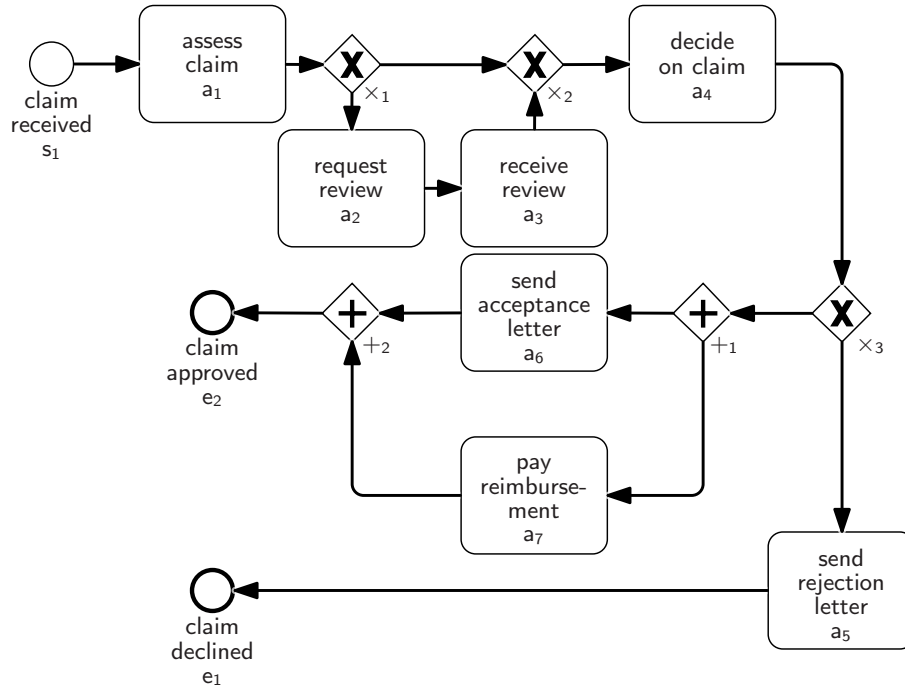 assess
claim
a₁
claim
received
s₁
X
×₁
X
×₂
decide
on claim
a₄
request
review
a₂
receive
review
a₃
send
acceptance
letter
a₆
+
+₁
X
×₃
+
+₂
claim
approved
e₂
pay
reimburse-
ment
a₇
send
rejection
letter
a₅
claim
declined
e₁